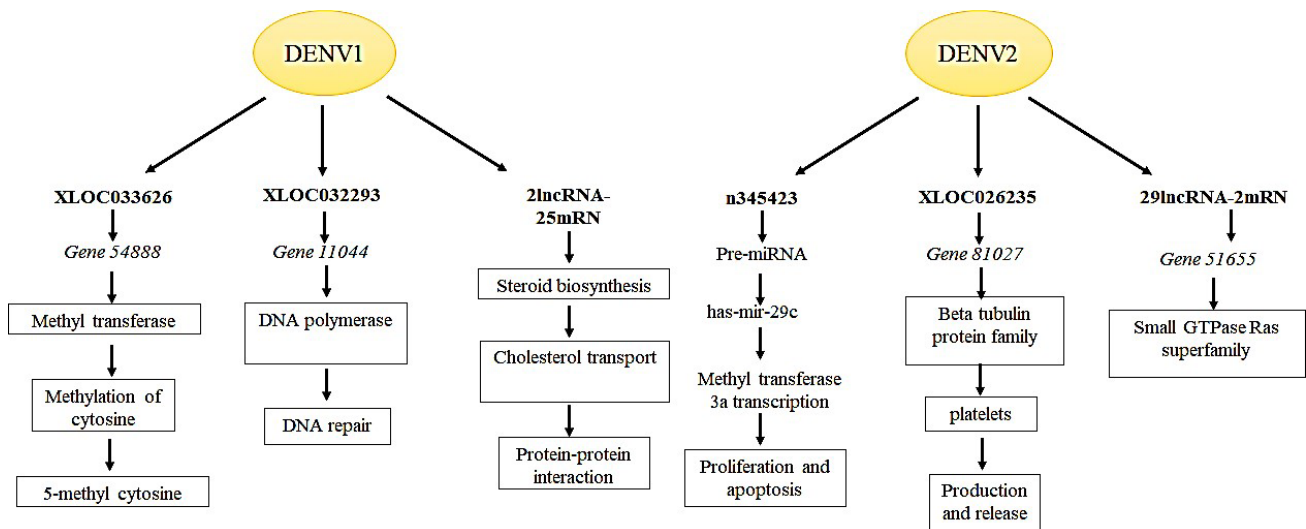 DENV1
XLOC033626
Gene 54888
Methyl transferase
Methylation of
cytosine
5-methyl cytosine
XLOC032293
Gene 11044
DNA polymerase
DNA repair
2lncRNA-
25mRN
Steroid biosynthesis
Cholesterol transport
Protein-protein
interaction
DENV2
n345423
Pre-miRNA
has-mir-29c
Methyl transferase
3a transcription
Proliferation and
apoptosis
XLOC026235
Gene 81027
Beta tubulin
protein family
platelets
Production
and release
29lncRNA-2mRN
Gene 51655
Small GTPase Ras
superfamily